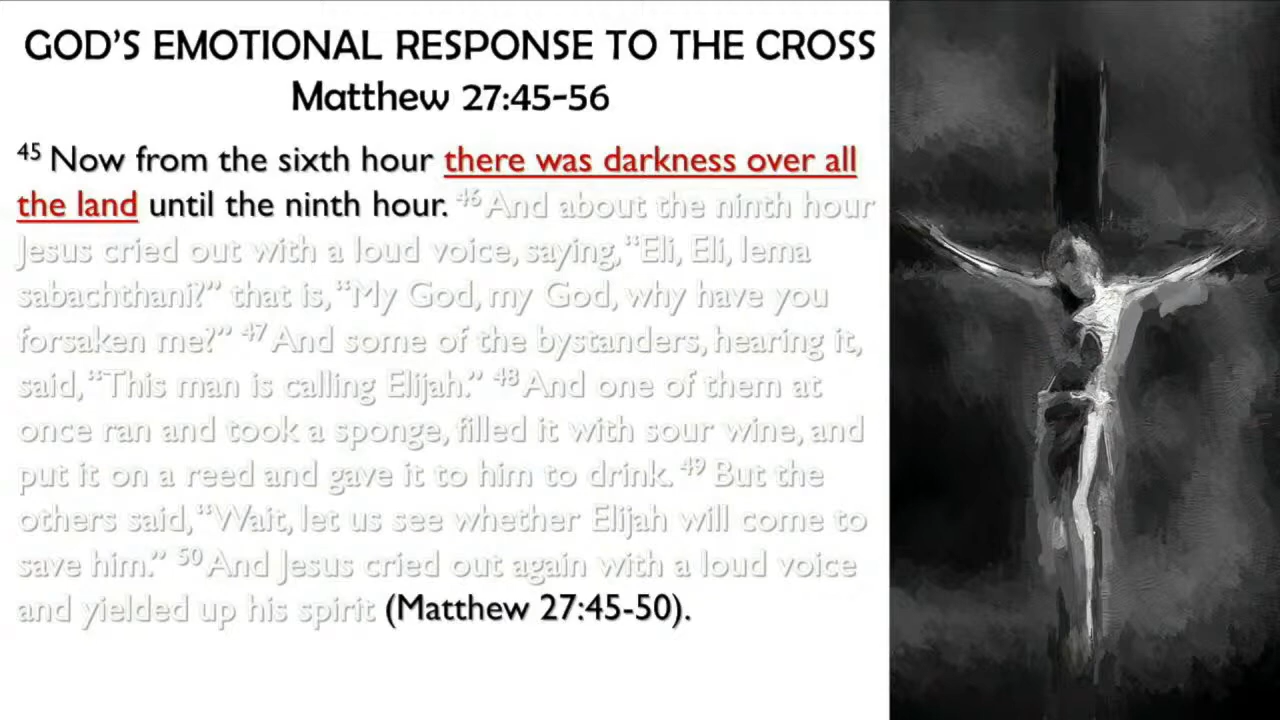 GOD'S EMOTIONAL RESPONSE TO THE CROSS
Matthew 27:45-56
45 Now from the sixth hour there was darkness over all
the land until the ninth hour. 46 And about the ninth hour
Jesus cried out with a loud voice, saying, “Eli, Eli, lema
sabachthani?” that is, “My God, my God, why have you
forsaken me?” 47 And some of the bystanders, hearing it,
said, “This man is calling Elijah.” 48 And one of them at
once ran and took a sponge, filled it with sour wine, and
put it on a reed and gave it to him to drink. 49 But the
others said, “Wait, let us see whether Elijah will come to
save him.” 50 And Jesus cried out again with a loud voice
and yielded up his spirit (Matthew 27:45-50).